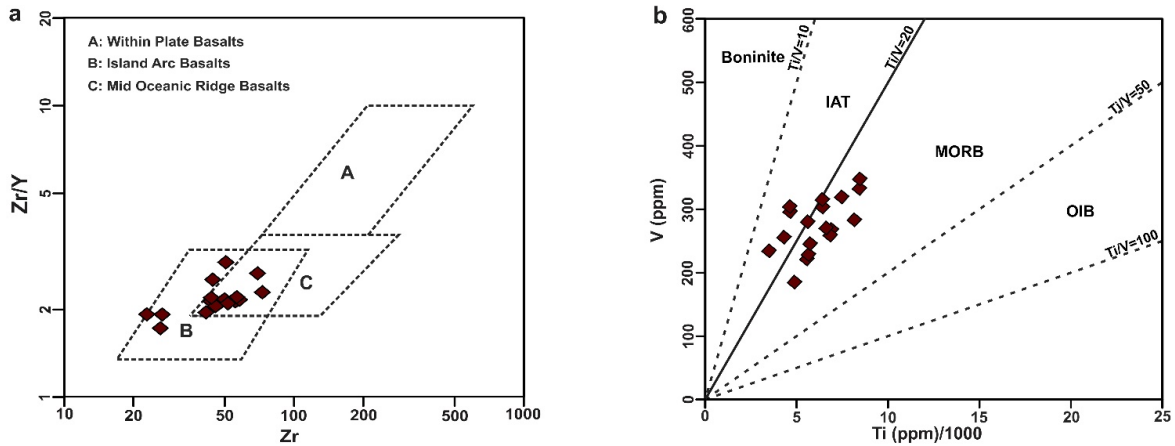 a
20
10
5
2
1
Zr/Y
A: Within Plate Basalts
B: Island Arc Basalts
C: Mid Oceanic Ridge Basalts
A
B
C
10
20
50
100
200
500
1000
Zr
b
600
500
400
300
200
100
0
V (ppm)
Boninite
Ti/V=10
IAT
Ti/V=20
MORB
Ti/V=50
OIB
Ti/V=100
0
5
10
15
20
25
Ti (ppm)/1000